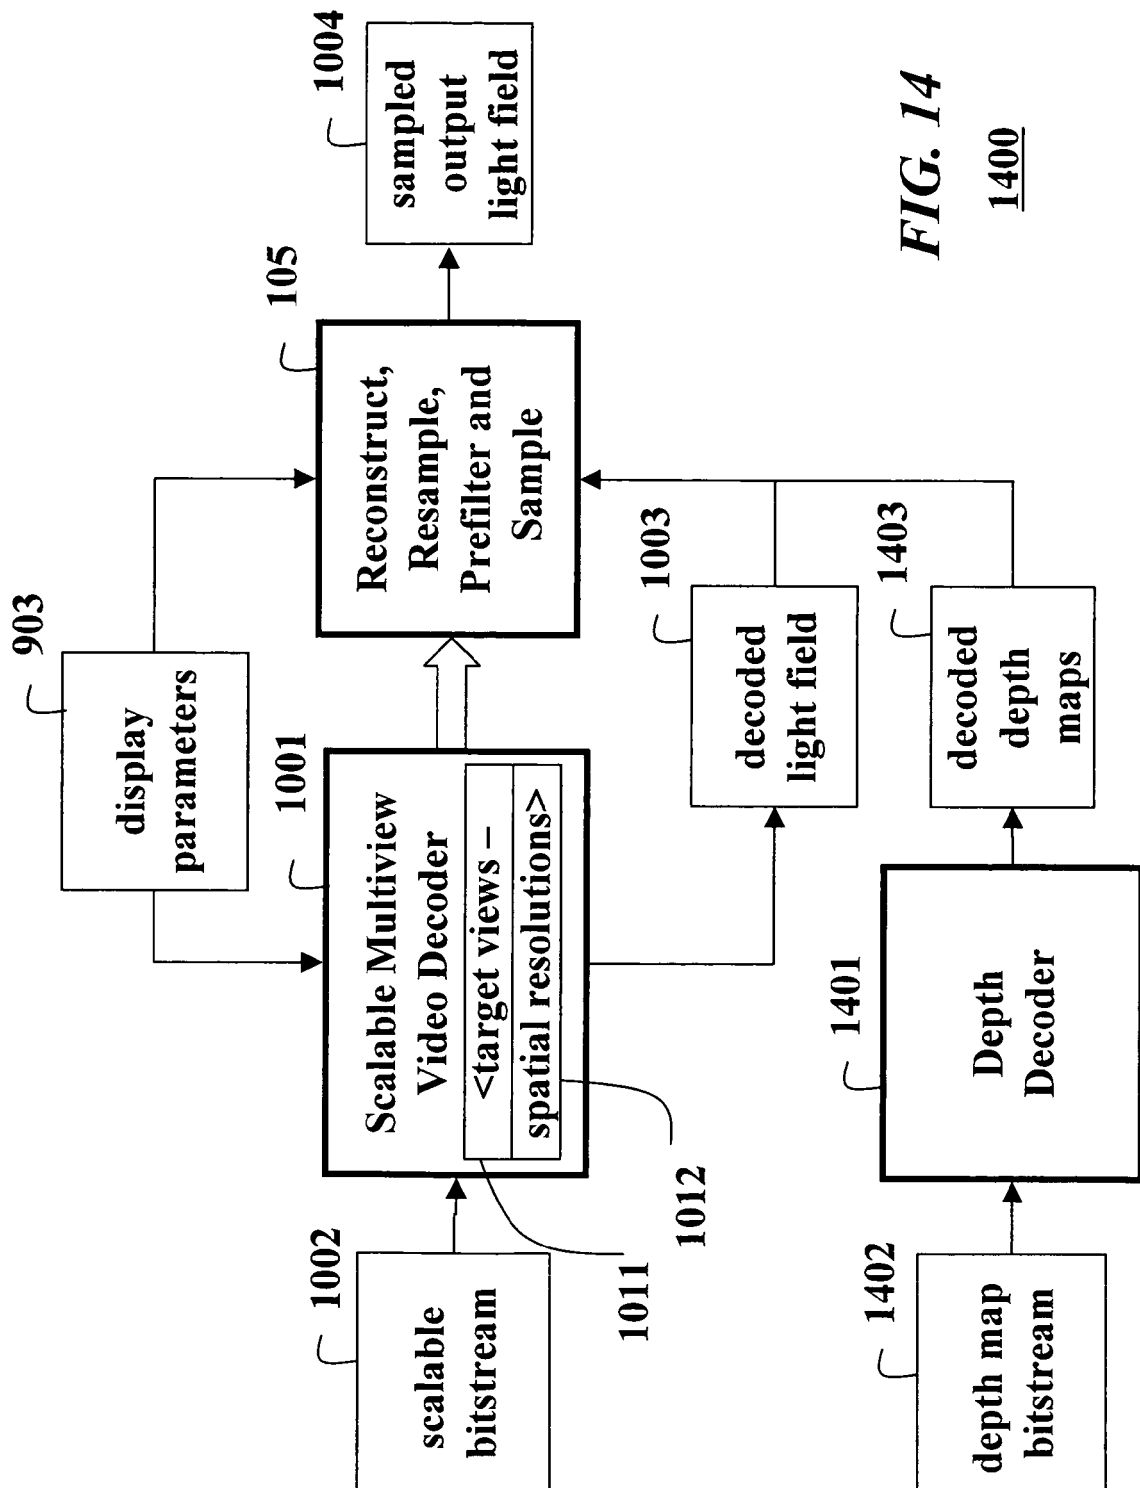 903
display
parameters
1002
scalable
bitstream
1001
Scalable Multiview
Video Decoder
<target views –
spatial resolutions>
1011
1012
105
Reconstruct,
Resample,
Prefilter and
Sample
1004
sampled
output
light field
1003
decoded
light field
1402
depth map
bitstream
1401
Depth
Decoder
1403
decoded
depth
maps
FIG. 14
1400